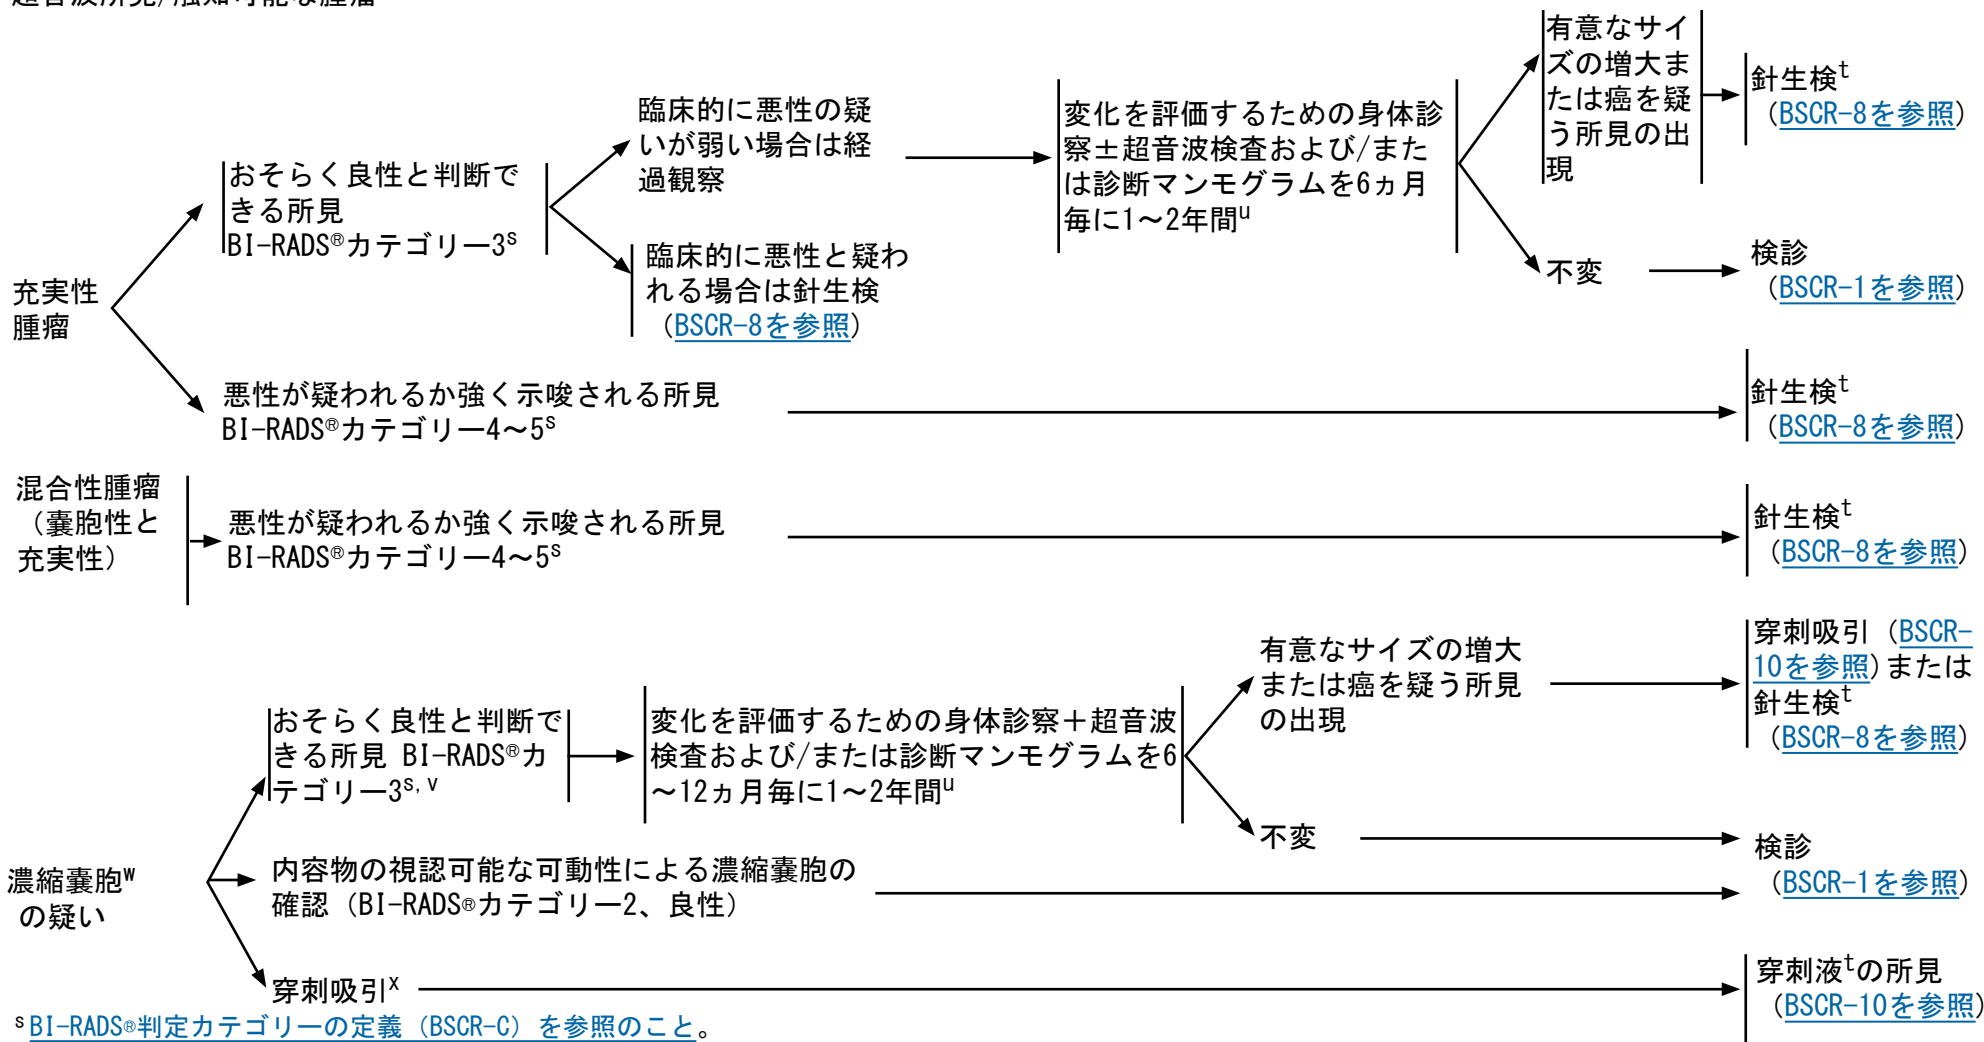 超音波所見/触知可能な腫瘤
充実性
腫瘤
おそらく良性と判断で
きる所見
BI-RADS®カテゴリー3s
臨床的に悪性の疑
いが弱い場合は経
過観察
臨床的に悪性と疑わ
れる場合は針生検
(BSCR-8を参照)
変化を評価するための身体診
察±超音波検査および/また
は診断マンモグラムを6ヵ月
毎に1～2年間u
有意なサイ
ズの増大ま
たは癌を疑
う所見の出
現
針生検t
(BSCR-8を参照)
不変
検診
(BSCR-1を参照)
悪性が疑われるか強く示唆される所見
BI-RADS®カテゴリー4～5s
針生検t
(BSCR-8を参照)
混合性腫瘤
（嚢胞性と
充実性）
悪性が疑われるか強く示唆される所見
BI-RADS®カテゴリー4～5s
針生検t
(BSCR-8を参照)
濃縮嚢胞w
の疑い
おそらく良性と判断で
きる所見 BI-RADS®カ
テゴリー3s, v
変化を評価するための身体診察＋超音波
検査および/または診断マンモグラムを6
～12ヵ月毎に1～2年間u
有意なサイズの増大
または癌を疑う所見
の出現
穿刺吸引（BSCR-
10を参照）または
針生検t
(BSCR-8を参照)
不変
検診
(BSCR-1を参照)
内容物の視認可能な可動性による濃縮嚢胞の
確認（BI-RADS®カテゴリー2、良性）
穿刺吸引x
穿刺液tの所見
(BSCR-10を参照)
s BI-RADS®判定カテゴリーの定義（BSCR-C）を参照のこと。